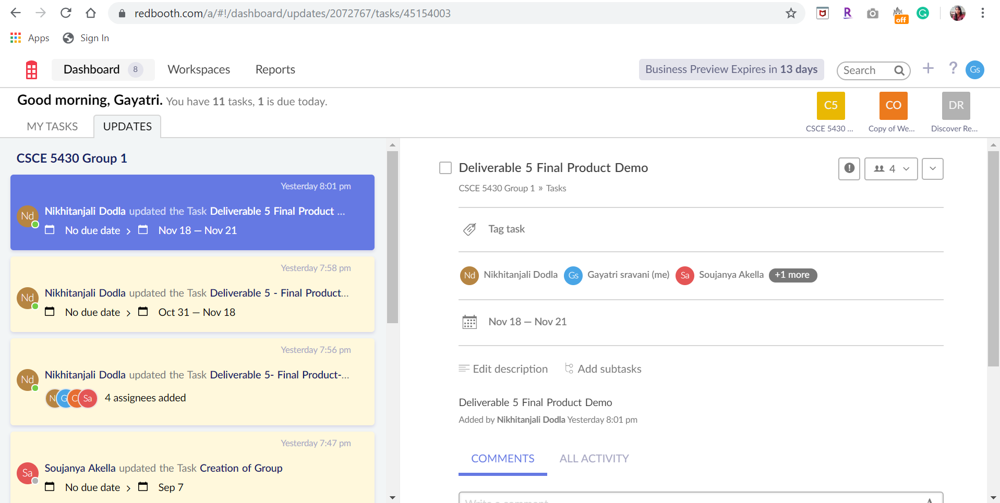 redbooth.com/a/#!/dashboard/updates/2072767/tasks/45154003
R
off
G
Apps
Sign In
Dashboard 8
Workspaces
Reports
Business Preview Expires in 13 days
Search
?
Gs
Good morning, Gayatri. You have 11 tasks, 1 is due today.
C5
CO
DR
CSCE 5430 ...
Copy of We...
Discover Re...
MY TASKS
UPDATES
CSCE 5430 Group 1
Yesterday 8:01 pm
Nd
Nikhitanjali Dodla updated the Task Deliverable 5 Final Product ...
No due date > Nov 18 — Nov 21
Yesterday 7:58 pm
Nd
Nikhitanjali Dodla updated the Task Deliverable 5 - Final Product...
No due date > Oct 31 — Nov 18
Yesterday 7:56 pm
Nd
Nikhitanjali Dodla updated the Task Deliverable 5- Final Product-...
N G C Sa 4 assignees added
Yesterday 7:47 pm
Sa
Soujanya Akella updated the Task Creation of Group
No due date > Sep 7
Deliverable 5 Final Product Demo
4
CSCE 5430 Group 1 » Tasks
Tag task
Nd Nikhitanjali Dodla Gs Gayatri sravani (me) Sa Soujanya Akella +1 more
Nov 18 — Nov 21
Edit description
Add subtasks
Deliverable 5 Final Product Demo
Added by Nikhitanjali Dodla Yesterday 8:01 pm
COMMENTS
ALL ACTIVITY
Write a comment